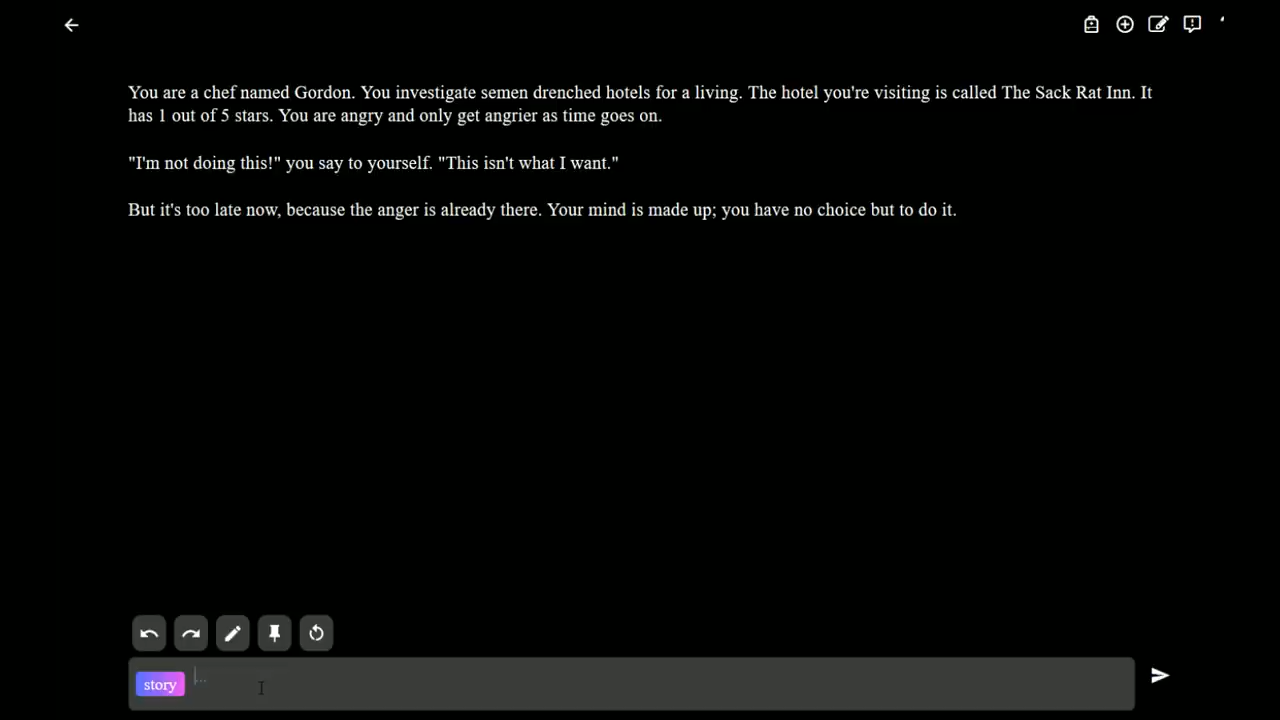 You are a chef named Gordon. You investigate semen drenched hotels for a living. The hotel you're visiting is called The Sack Rat Inn. It
has 1 out of 5 stars. You are angry and only get angrier as time goes on.
"I'm not doing this!" you say to yourself. "This isn't what I want."
But it's too late now, because the anger is already there. Your mind is made up; you have no choice but to do it.
story ...